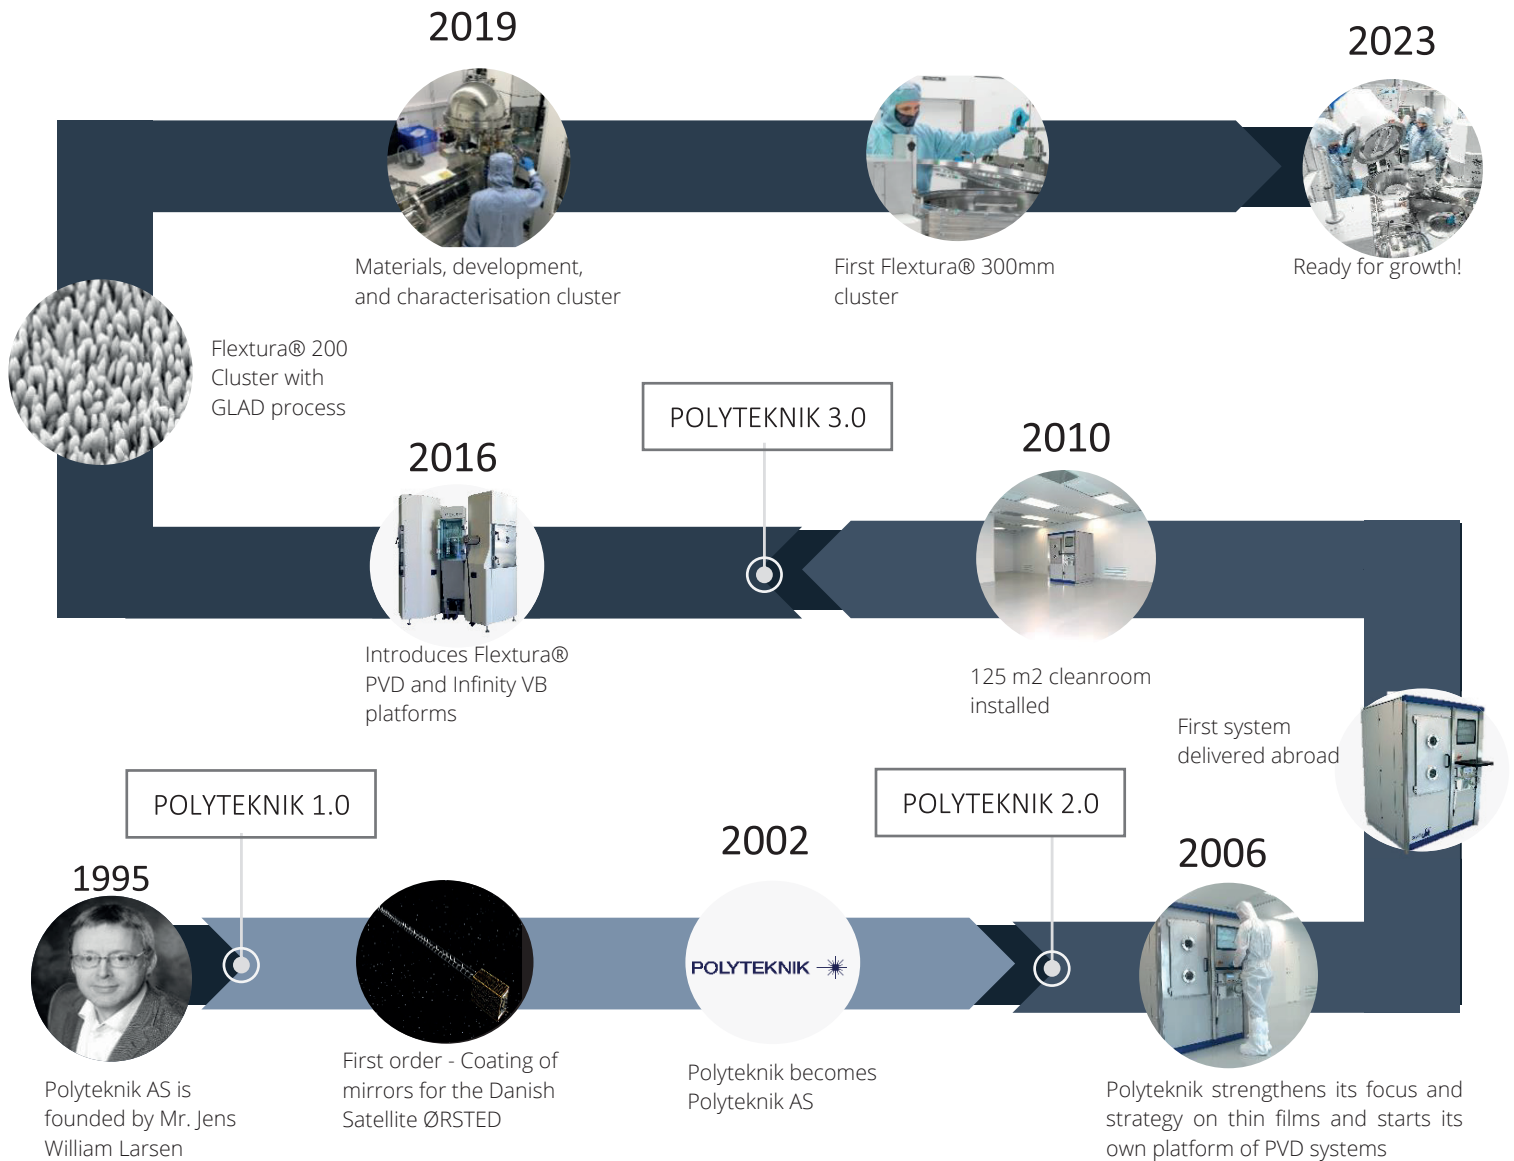 2019
2023
Materials, development,
and characterisation cluster
First Flextura® 300mm
cluster
Ready for growth!
Flextura® 200
Cluster with
GLAD process
POLYTEKNIK 3.0
2016
2010
Introduces Flextura®
PVD and Infinity VB
platforms
125 m2 cleanroom
installed
First system
delivered abroad
POLYTEKNIK 1.0
POLYTEKNIK 2.0
1995
2002
2006
POLYTEKNIK
Polyteknik AS is
founded by Mr. Jens
William Larsen
First order - Coating of
mirrors for the Danish
Satellite ØRSTED
Polyteknik becomes
Polyteknik AS
Polyteknik strengthens its focus and
strategy on thin films and starts its
own platform of PVD systems